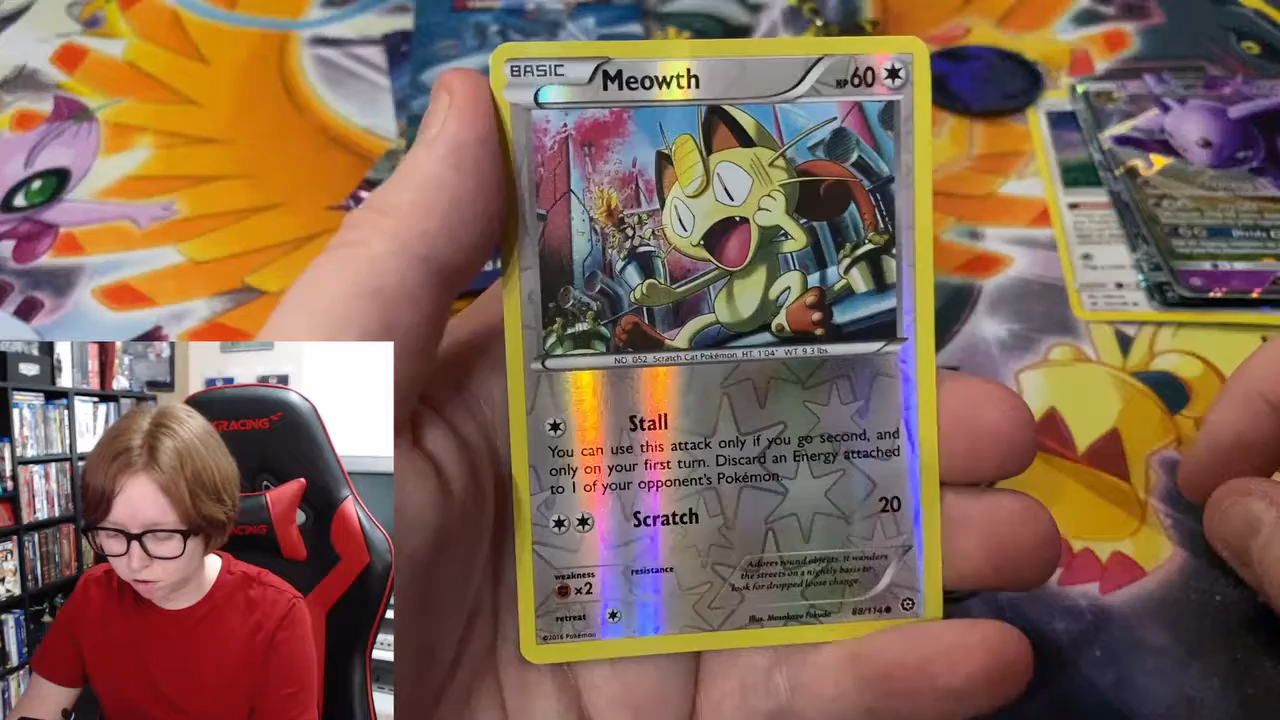 BASIC Meowth HP60
NO. 052 Scratch Cat Pokémon HT. 1'04" WT. 9.3 lbs.
Stall
You can use this attack only if you go second, and
only on your first turn. Discard an Energy attached
to 1 of your opponent's Pokémon.
Scratch 20
weakness resistance
×2
Adores round objects. It wanders
the streets on a nightly basis to
look for dropped loose change.
retreat
Illus. Masakazu Fukuda 88/114
©2016 Pokémon
Divide
RACING
RACING